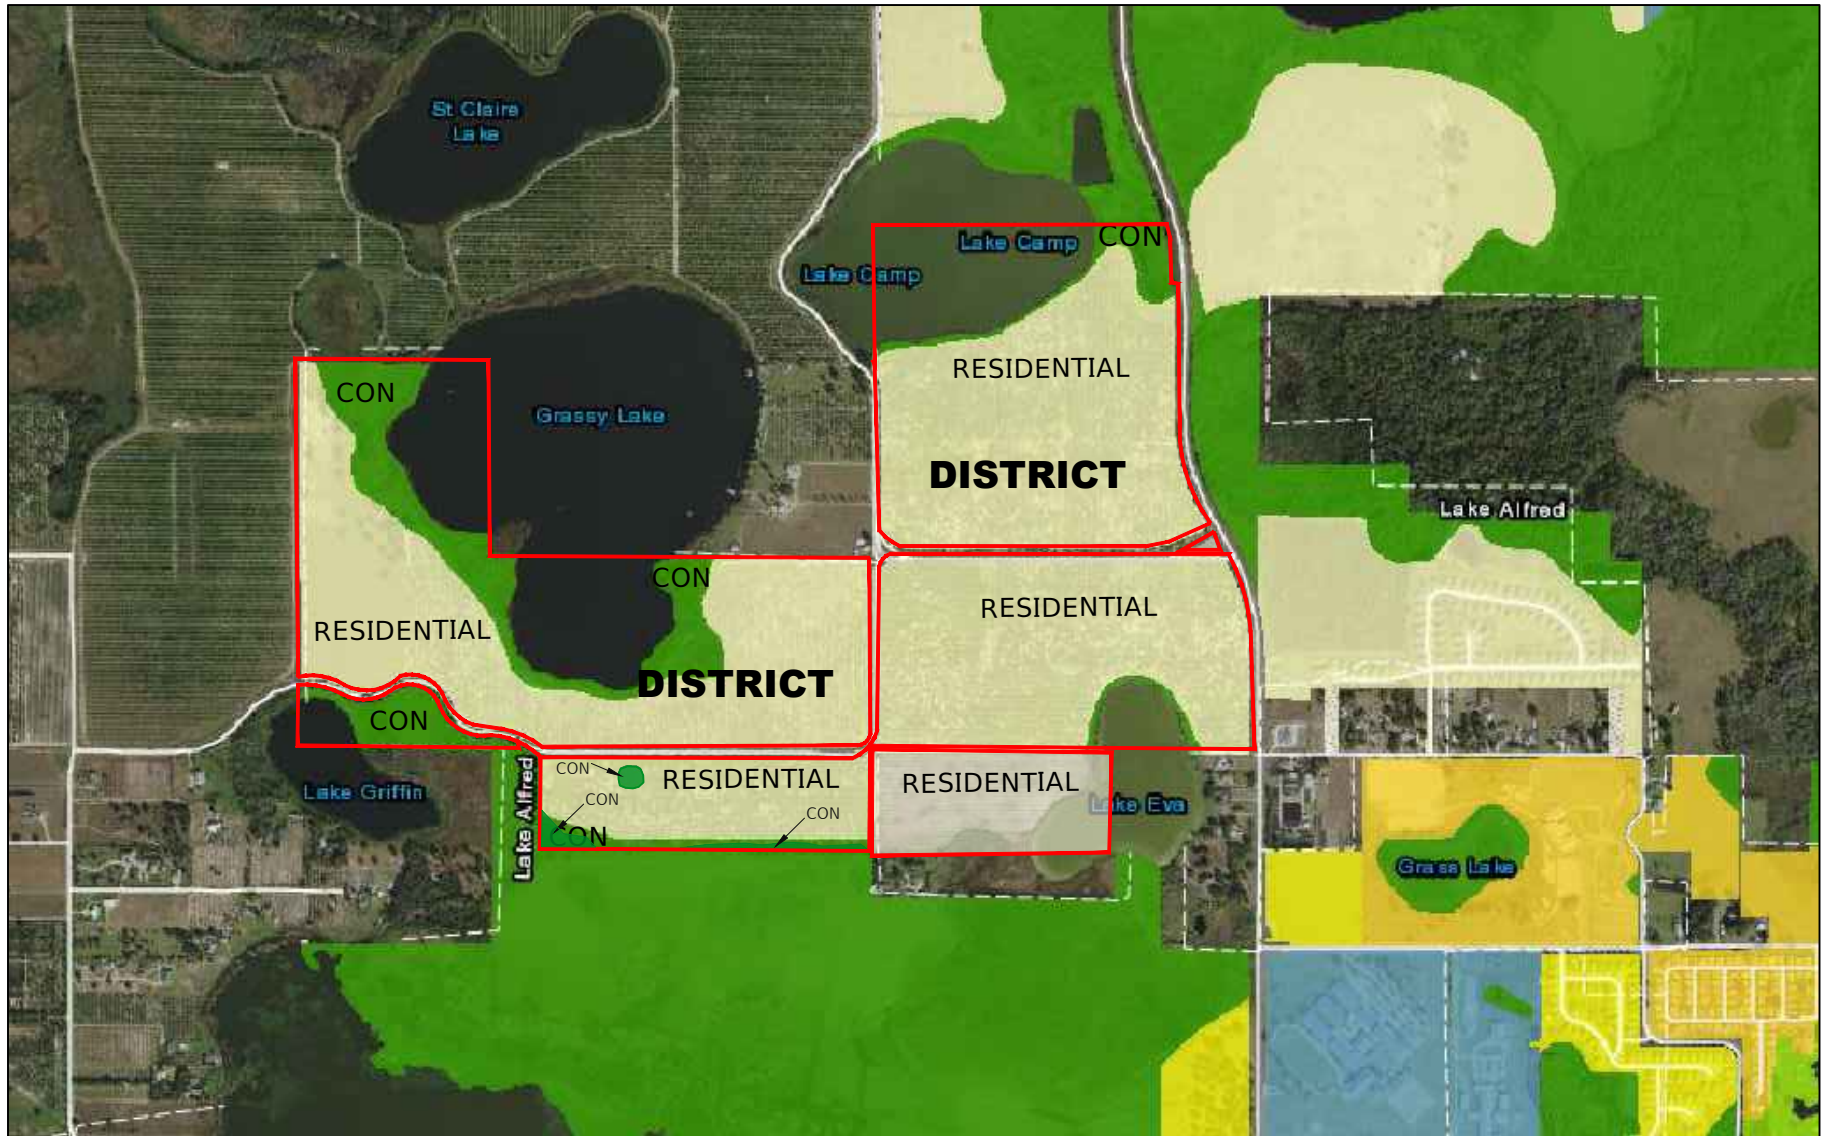 St Claire
Lake
Lake Camp
CON
Lake Camp
RESIDENTIAL
CON
Grassy Lake
DISTRICT
Lake Alfred
CON
RESIDENTIAL
RESIDENTIAL
DISTRICT
CON
CON
RESIDENTIAL
RESIDENTIAL
Lake Griffin
Lake Alfred
CON
CON
CON
Lake Eva
Grass Lake